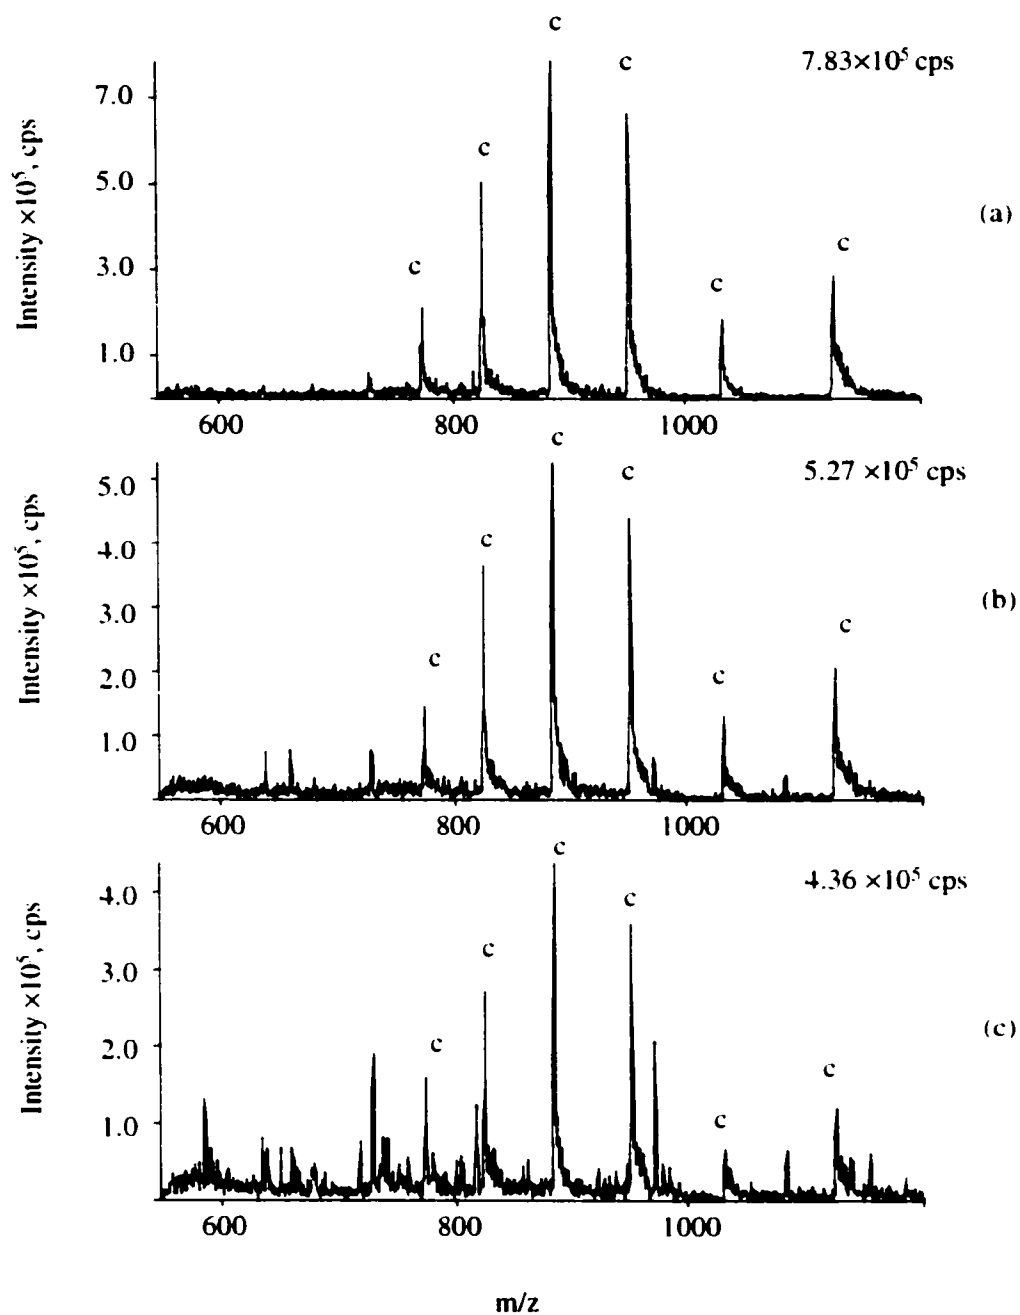 c
7.83×10⁵ cps
c
7.0
c
5.0
Intensity ×10⁵, cps
(a)
c
c
3.0
c
1.0
600
800
1000
c
5.27 ×10⁵ cps
c
5.0
c
4.0
Intensity ×10⁵, cps
(b)
3.0
c
c
2.0
c
1.0
600
800
1000
c
4.36 ×10⁵ cps
4.0
c
c
3.0
Intensity ×10⁵, cps
(c)
2.0
c
c
1.0
c
600
800
1000
m/z